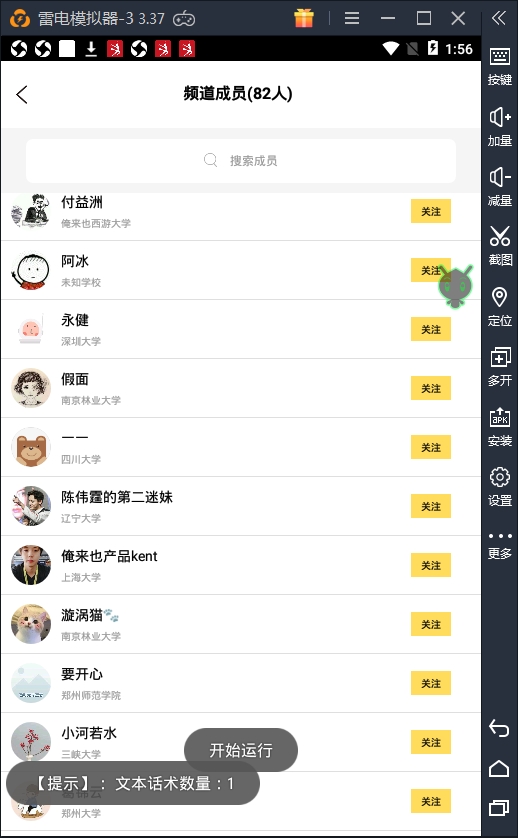 雷电模拟器-3 3.37
1:56
频道成员(82人)
搜索成员
付益洲
俺来也西游大学
关注
阿冰
未知学校
关注
永健
深圳大学
关注
假面
南京林业大学
关注
一一
四川大学
关注
陈伟霆的第二迷妹
辽宁大学
关注
俺来也产品kent
上海大学
关注
漩涡猫🐾
南京林业大学
关注
要开心
郑州师范学院
关注
小河若水
三峡大学
关注
郑州大学
关注
开始运行
【提示】：文本话术数量：1
按键
加量
减量
截图
定位
多开
APK
安装
设置
更多